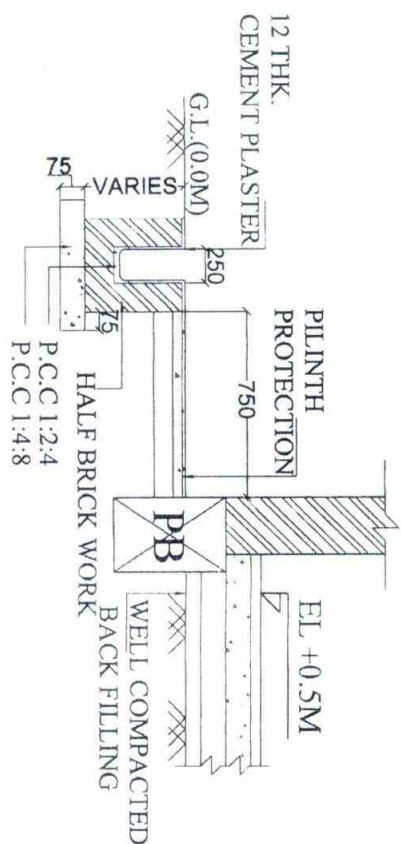 12 THK.
CEMENT PLASTER
G.L.(0.0M)
75
VARIES
250
75
750
PILINTH
PROTECTION
PB
EL +0.5M
P.C.C 1:4:8
P.C.C 1:2:4
HALF BRICK WORK
WELL COMPACTED
BACK FILLING